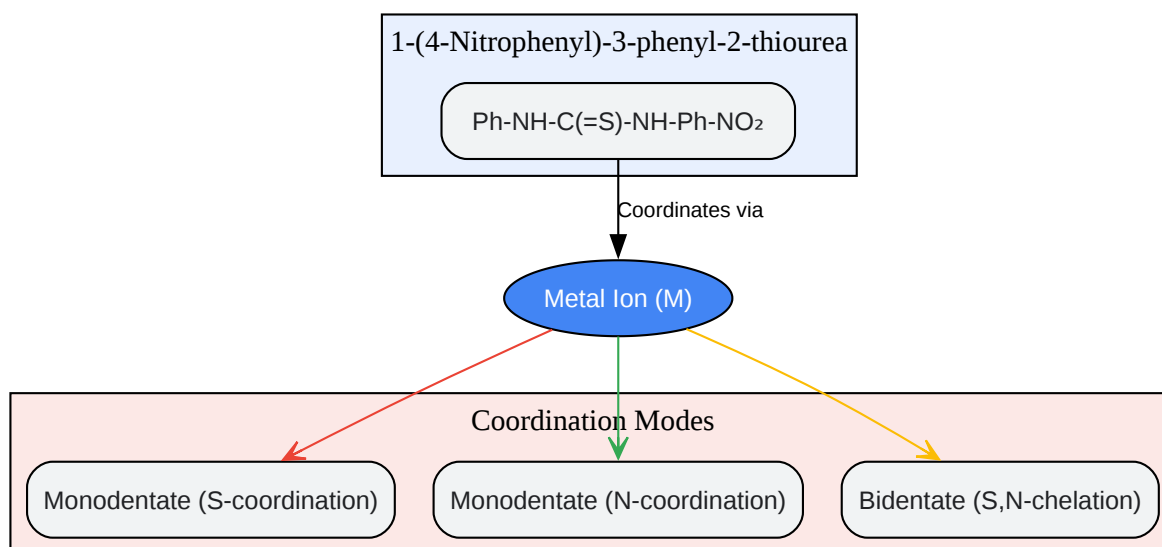 1-(4-Nitrophenyl)-3-phenyl-2-thiourea
Ph-NH-C(=S)-NH-Ph-NO₂
Coordinates via
Metal Ion (M)
Coordination Modes
Monodentate (S-coordination)
Monodentate (N-coordination)
Bidentate (S,N-chelation)